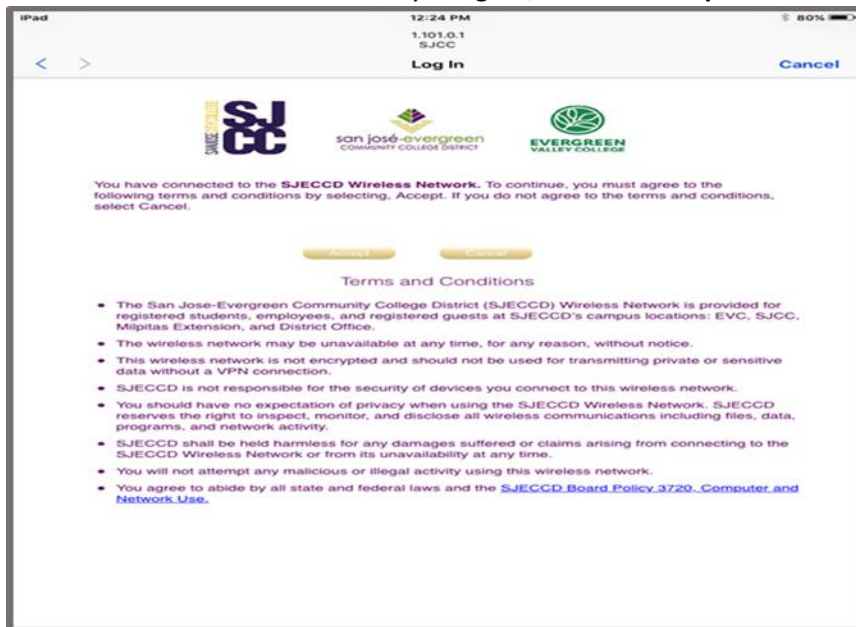 iPad 12:24 PM 80%
1.101.0.1
SJCC
< > Log In Cancel
SAN JOSE CITY COLLEGE SJCC
san josé·evergreen
COMMUNITY COLLEGE DISTRICT
EVERGREEN
VALLEY COLLEGE
You have connected to the SJECCD Wireless Network. To continue, you must agree to the
following terms and conditions by selecting, Accept. If you do not agree to the terms and conditions,
select Cancel.
Accept Cancel
Terms and Conditions
• The San Jose-Evergreen Community College District (SJECCD) Wireless Network is provided for
registered students, employees, and registered guests at SJECCD's campus locations: EVC, SJCC,
Milpitas Extension, and District Office.
• The wireless network may be unavailable at any time, for any reason, without notice.
• This wireless network is not encrypted and should not be used for transmitting private or sensitive
data without a VPN connection.
• SJECCD is not responsible for the security of devices you connect to this wireless network.
• You should have no expectation of privacy when using the SJECCD Wireless Network. SJECCD
reserves the right to inspect, monitor, and disclose all wireless communications including files, data,
programs, and network activity.
• SJECCD shall be held harmless for any damages suffered or claims arising from connecting to the
SJECCD Wireless Network or from its unavailability at any time.
• You will not attempt any malicious or illegal activity using this wireless network.
• You agree to abide by all state and federal laws and the SJECCD Board Policy 3720, Computer and
Network Use.